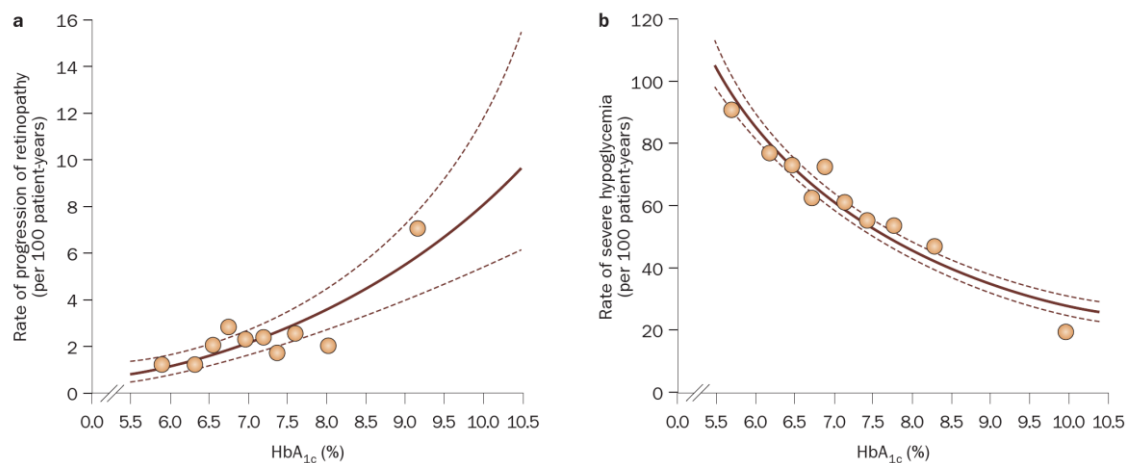 a
Rate of progression of retinopathy
(per 100 patient-years)
16
14
12
10
8
6
4
2
0
0.0 5.5 6.0 6.5 7.0 7.5 8.0 8.5 9.0 9.5 10.0 10.5
HbA1c (%)
b
Rate of severe hypoglycemia
(per 100 patient-years)
120
100
80
60
40
20
0
0.0 5.5 6.0 6.5 7.0 7.5 8.0 8.5 9.0 9.5 10.0 10.5
HbA1c (%)